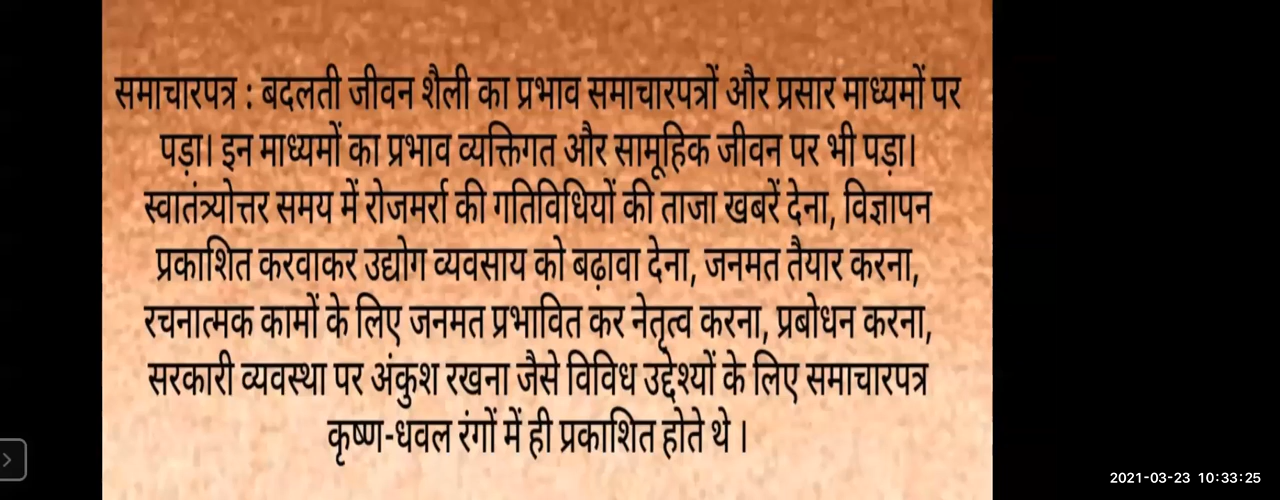 समाचारपत्र : बदलती जीवन शैली का प्रभाव समाचारपत्रों और प्रसार माध्यमों पर
पड़ा। इन माध्यमों का प्रभाव व्यक्तिगत और सामूहिक जीवन पर भी पड़ा।
स्वातंत्र्योत्तर समय में रोजमर्रा की गतिविधियों की ताजा खबरें देना, विज्ञापन
प्रकाशित करवाकर उद्योग व्यवसाय को बढ़ावा देना, जनमत तैयार करना,
रचनात्मक कामों के लिए जनमत प्रभावित कर नेतृत्व करना, प्रबोधन करना,
सरकारी व्यवस्था पर अंकुश रखना जैसे विविध उद्देश्यों के लिए समाचारपत्र
कृष्ण-धवल रंगों में ही प्रकाशित होते थे ।
2021-03-23 10:33:25